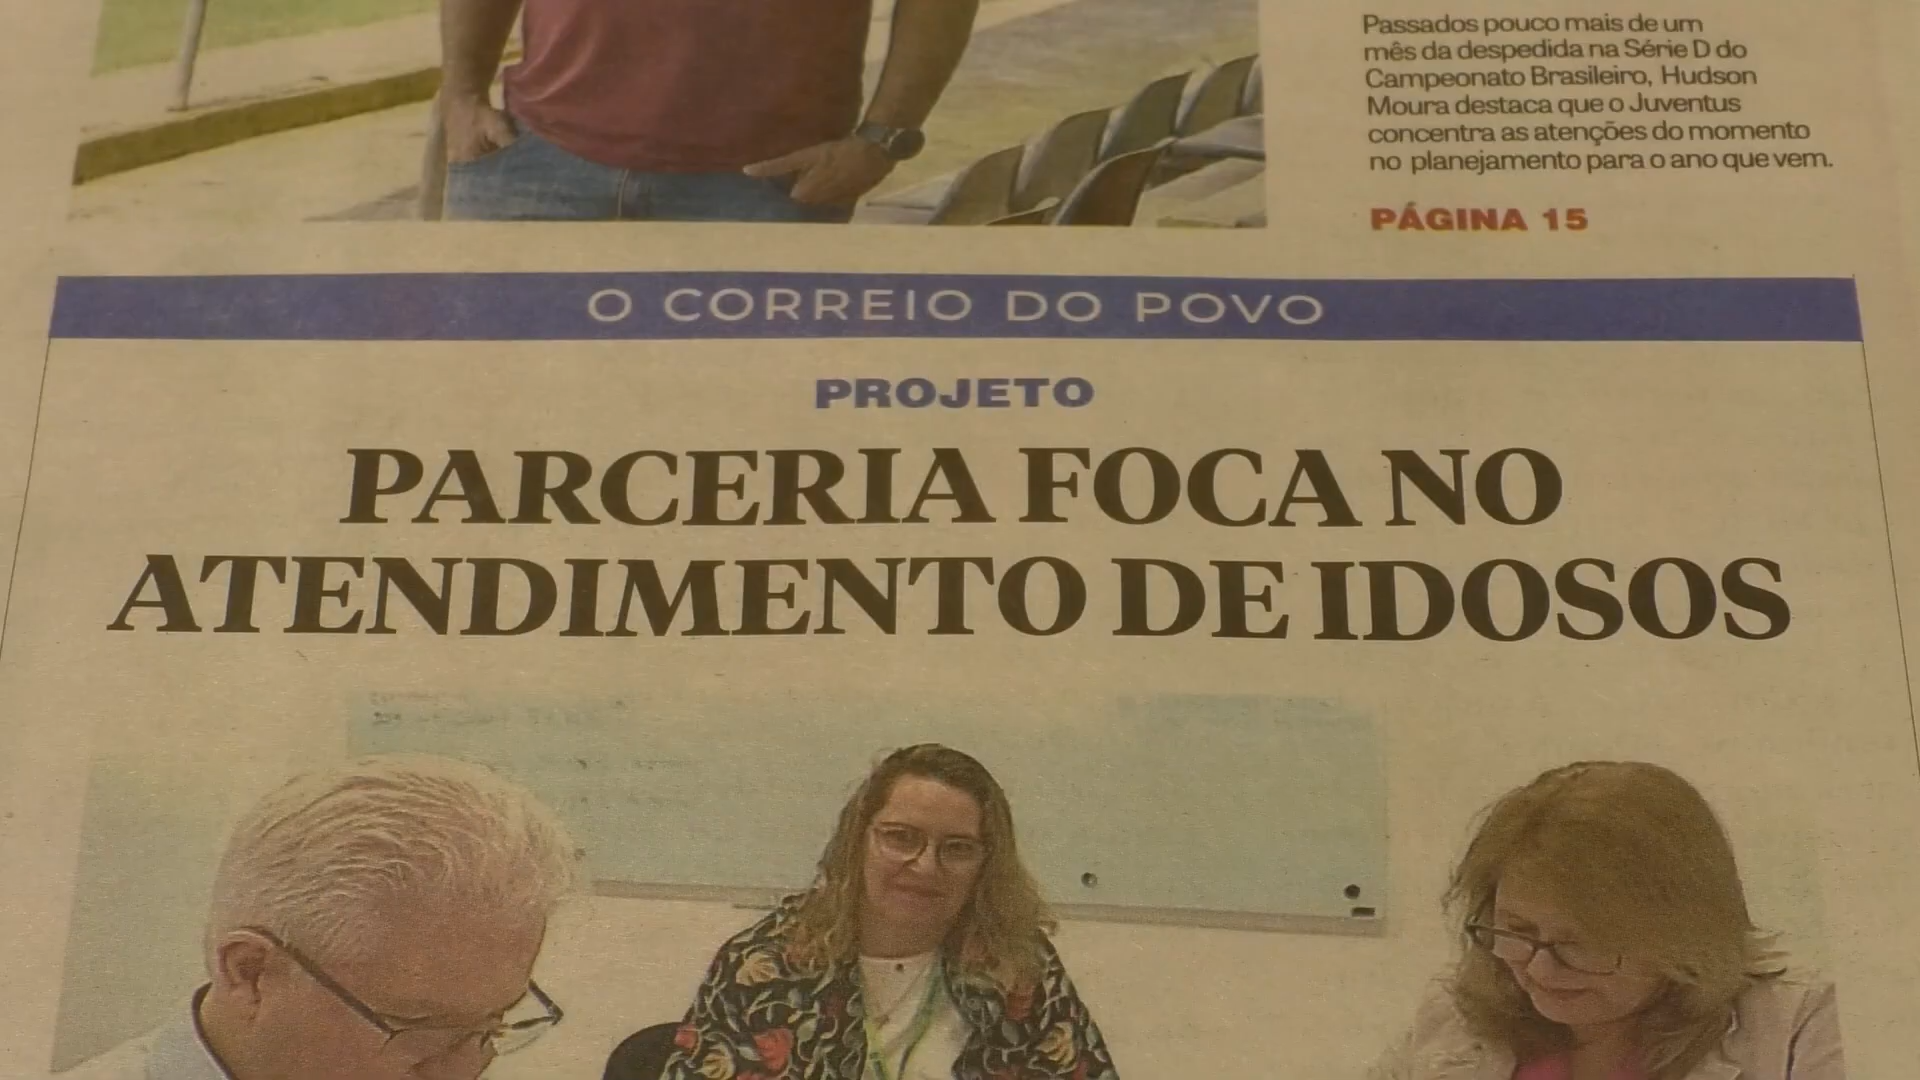 Passados pouco mais de um
mês da despedida na Série D do
Campeonato Brasileiro, Hudson
Moura destaca que o Juventus
concentra as atenções do momento
no planejamento para o ano que vem.
PÁGINA 15
O CORREIO DO POVO
PROJETO
PARCERIA FOCA NO
ATENDIMENTO DE IDOSOS